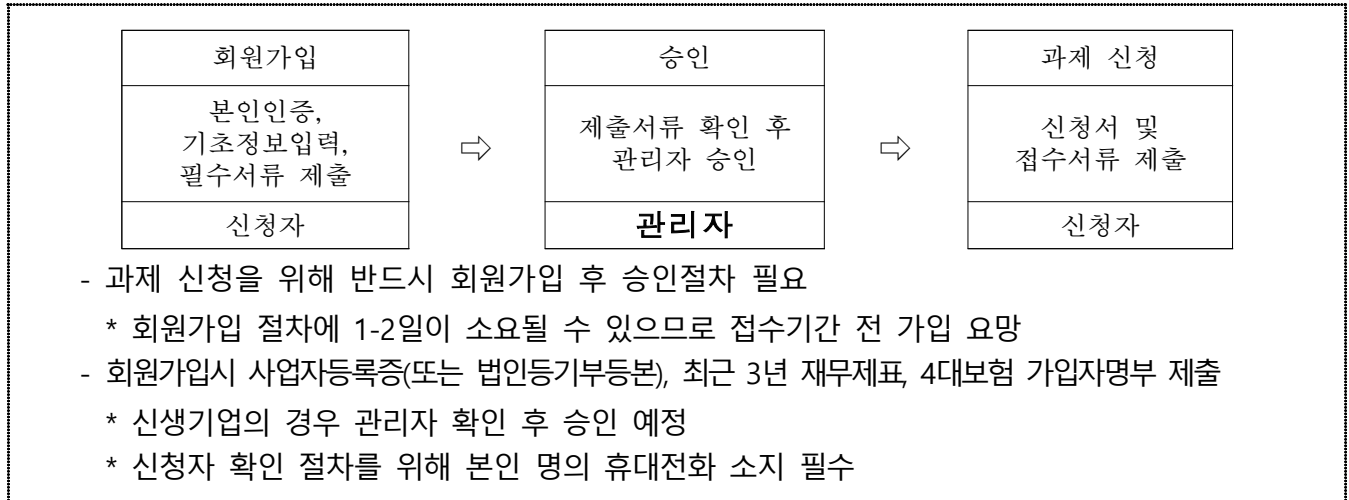 회원가입
본인인증,
기초정보입력,
필수서류 제출
신청자
⇨
승인
제출서류 확인 후
관리자 승인
관리자
⇨
과제 신청
신청서 및
접수서류 제출
신청자
- 과제 신청을 위해 반드시 회원가입 후 승인절차 필요
* 회원가입 절차에 1-2일이 소요될 수 있으므로 접수기간 전 가입 요망
- 회원가입시 사업자등록증(또는 법인등기부등본), 최근 3년 재무제표, 4대보험 가입자명부 제출
* 신생기업의 경우 관리자 확인 후 승인 예정
* 신청자 확인 절차를 위해 본인 명의 휴대전화 소지 필수